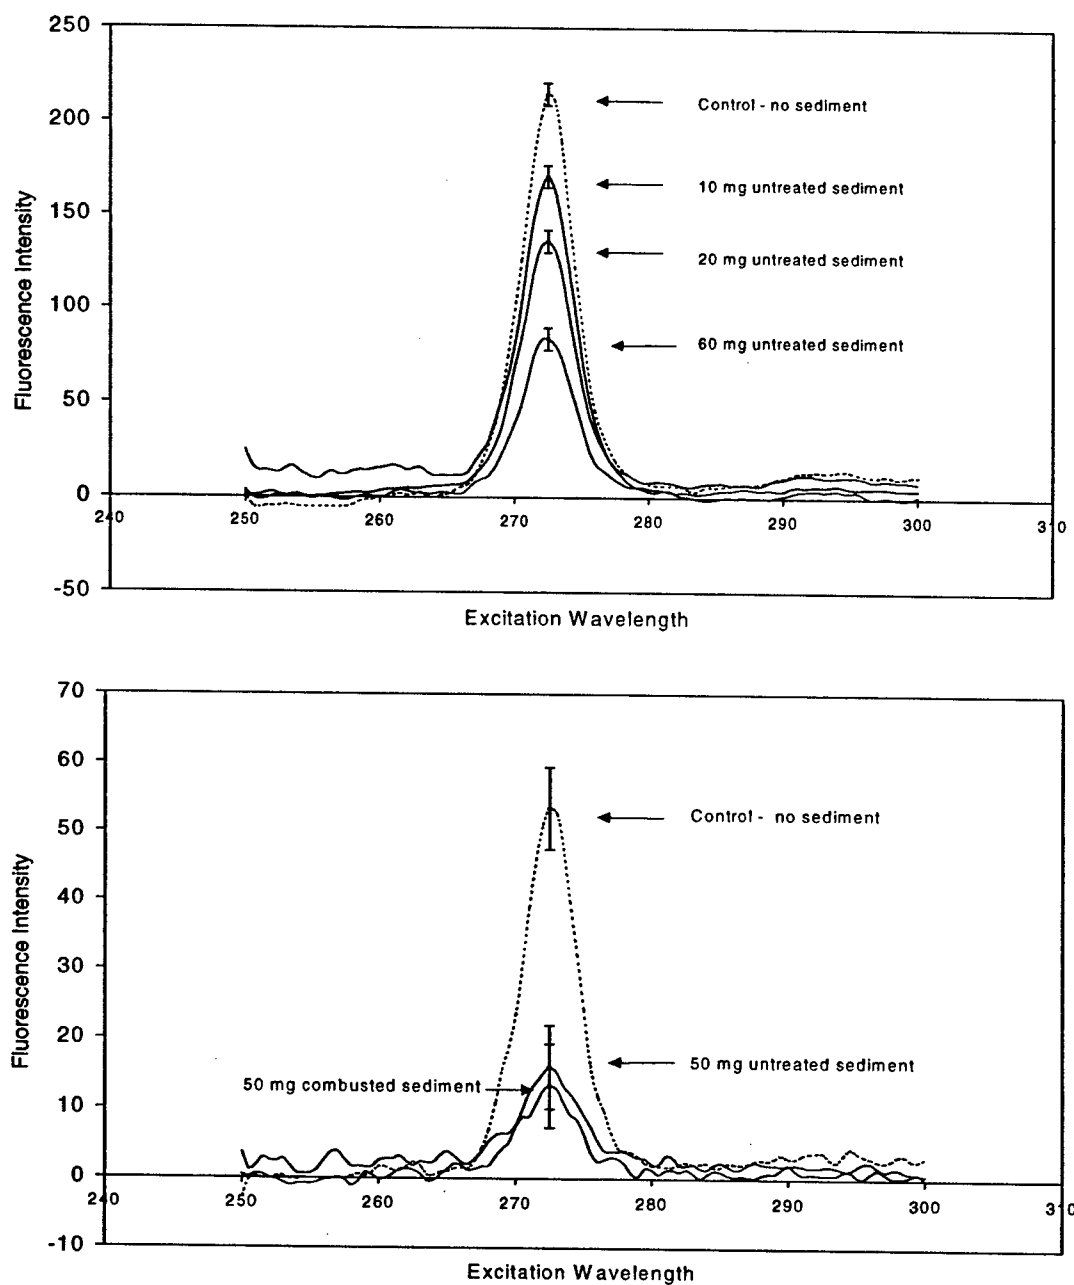 250
200
150
100
50
0
-50
Fluorescence Intensity
Control - no sediment
10 mg untreated sediment
20 mg untreated sediment
60 mg untreated sediment
240 250 260 270 280 290 300 310
Excitation Wavelength
70
60
50
40
30
20
10
0
-10
Fluorescence Intensity
Control - no sediment
50 mg untreated sediment
50 mg combusted sediment
240 250 260 270 280 290 300 310
Excitation Wavelength